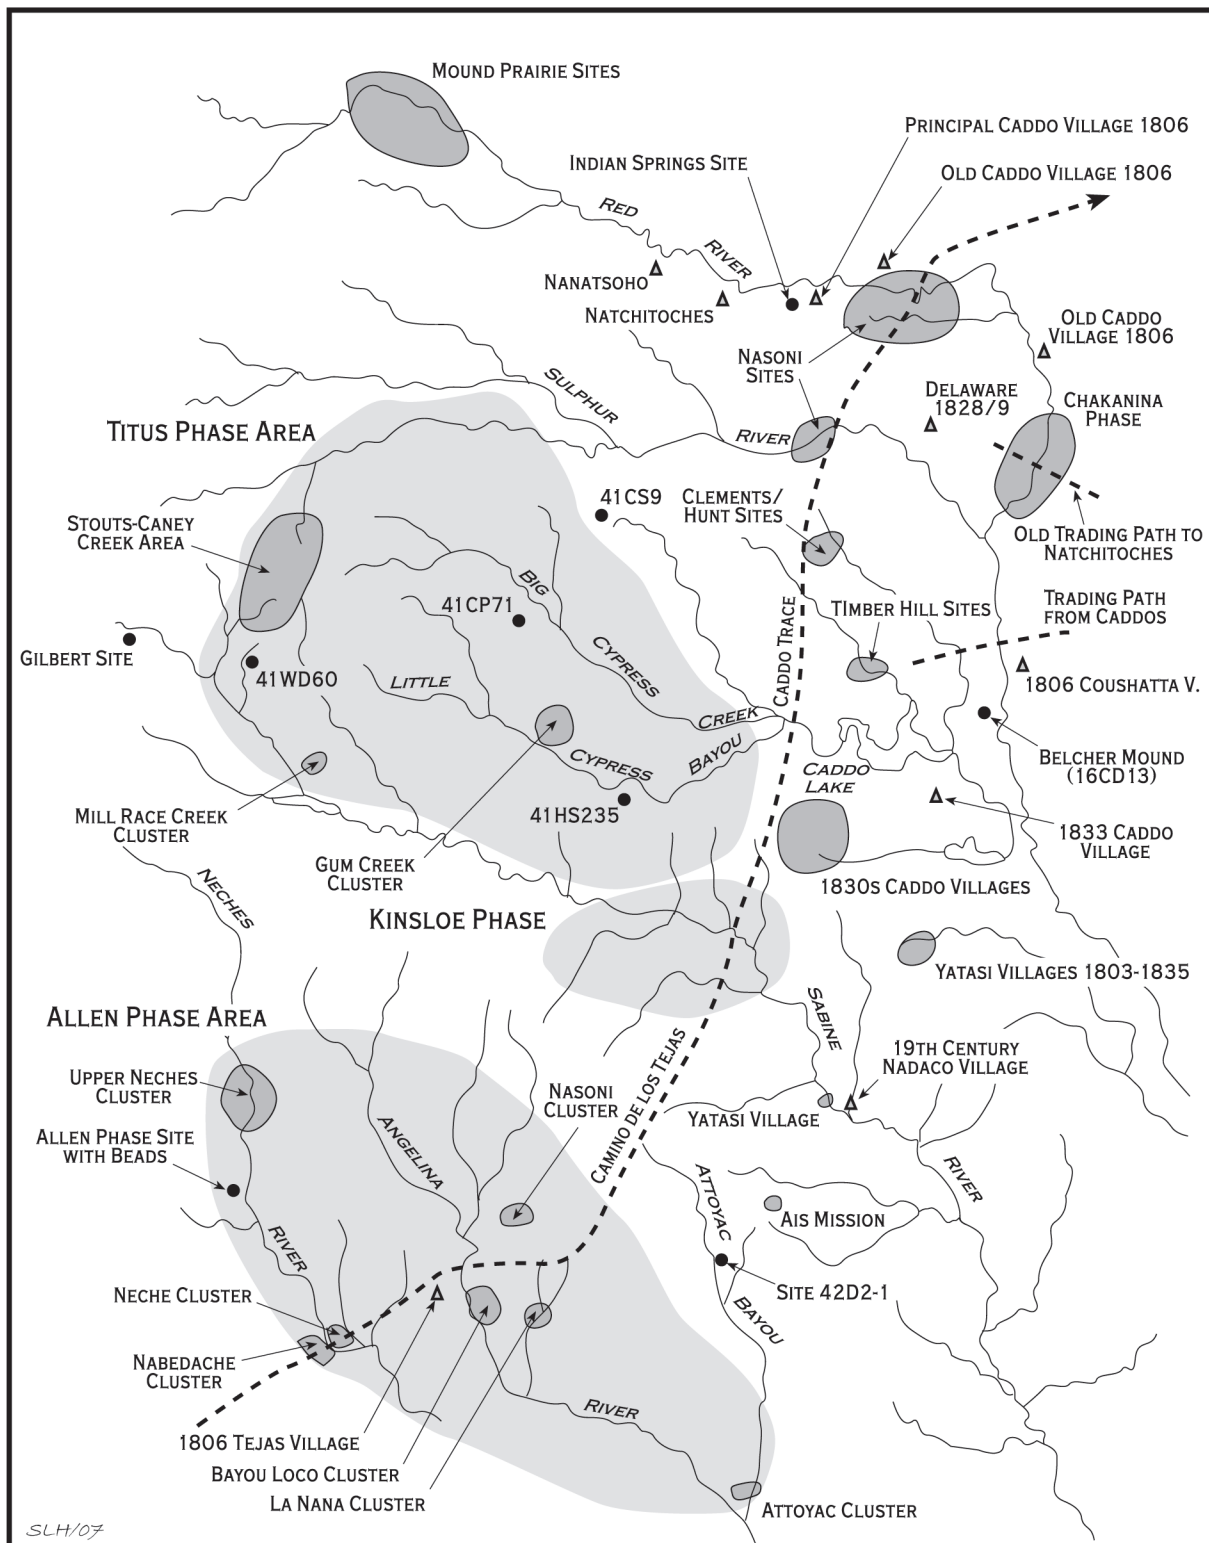 Mound Prairie Sites
Principal Caddo Village 1806
Indian Springs Site
Old Caddo Village 1806
Red
River
Nanatsoho
Natchitoches
Old Caddo
Village 1806
Nasoni
Sites
Sulphur
River
Delaware
1828/9
Chakanina
Phase
Titus Phase Area
41CS9
Clements/
Hunt Sites
Stouts-Caney
Creek Area
Old Trading Path to
Natchitoches
Big
Cypress
Creek
41CP71
Caddo Trace
Timber Hill Sites
Trading Path
from Caddos
Gilbert Site
41WD60
Little
Cypress
Bayou
1806 Coushatta V.
Belcher Mound
(16CD13)
Caddo
Lake
Mill Race Creek
Cluster
41HS235
1833 Caddo
Village
Gum Creek
Cluster
1830s Caddo Villages
Neches
River
Kinsloe Phase
Yatasi Villages 1803-1835
Sabine
River
Allen Phase Area
19th Century
Nadaco Village
Upper Neches
Cluster
Nasoni
Cluster
Camino de los Tejas
Yatasi Village
Allen Phase Site
with Beads
Angelina
River
Attoyac
Bayou
Ais Mission
Site 42D2-1
Neche Cluster
Nabedache
Cluster
1806 Tejas Village
Bayou Loco Cluster
La Nana Cluster
Attoyac Cluster
SLH/07